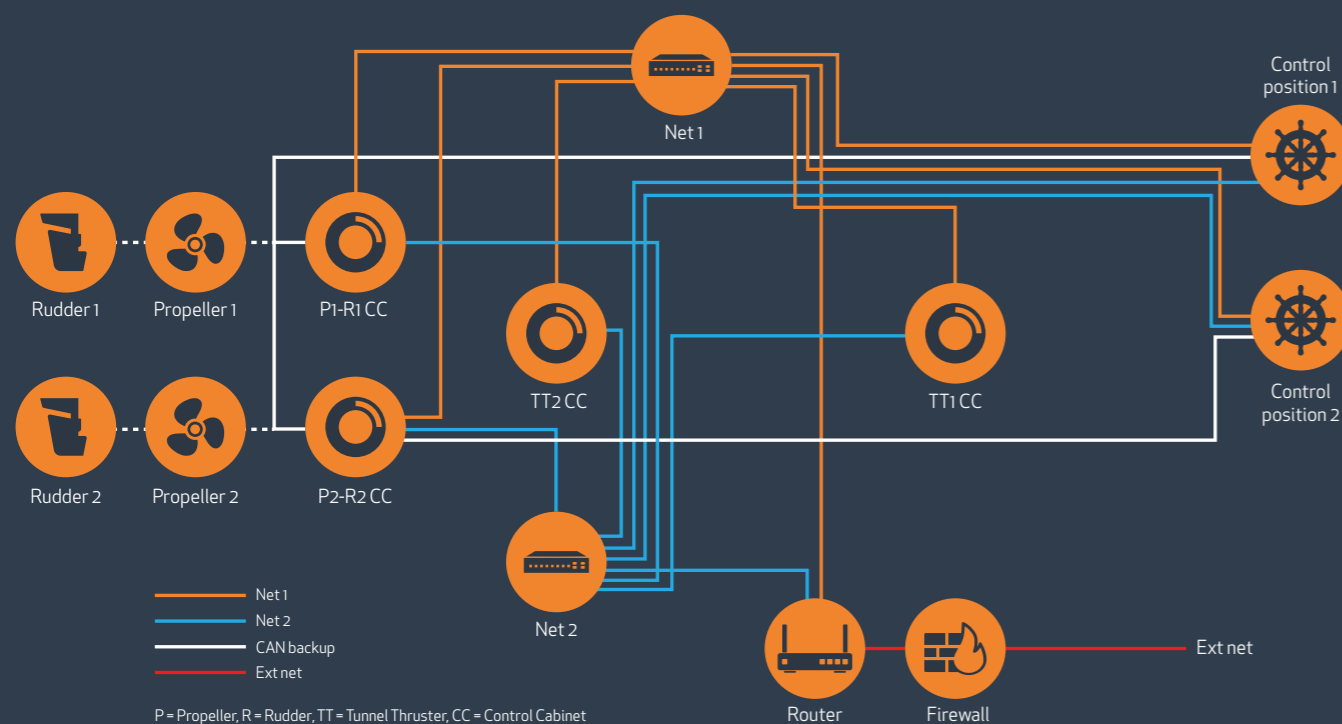 Net 1
Control
position 1
Rudder 1
Propeller 1
P1-R1 CC
TT2 CC
TT1 CC
Control
position 2
Rudder 2
Propeller 2
P2-R2 CC
Net 2
Net 1
Net 2
CAN backup
Ext net
Ext net
Router
Firewall
P = Propeller, R = Rudder, TT = Tunnel Thruster, CC = Control Cabinet